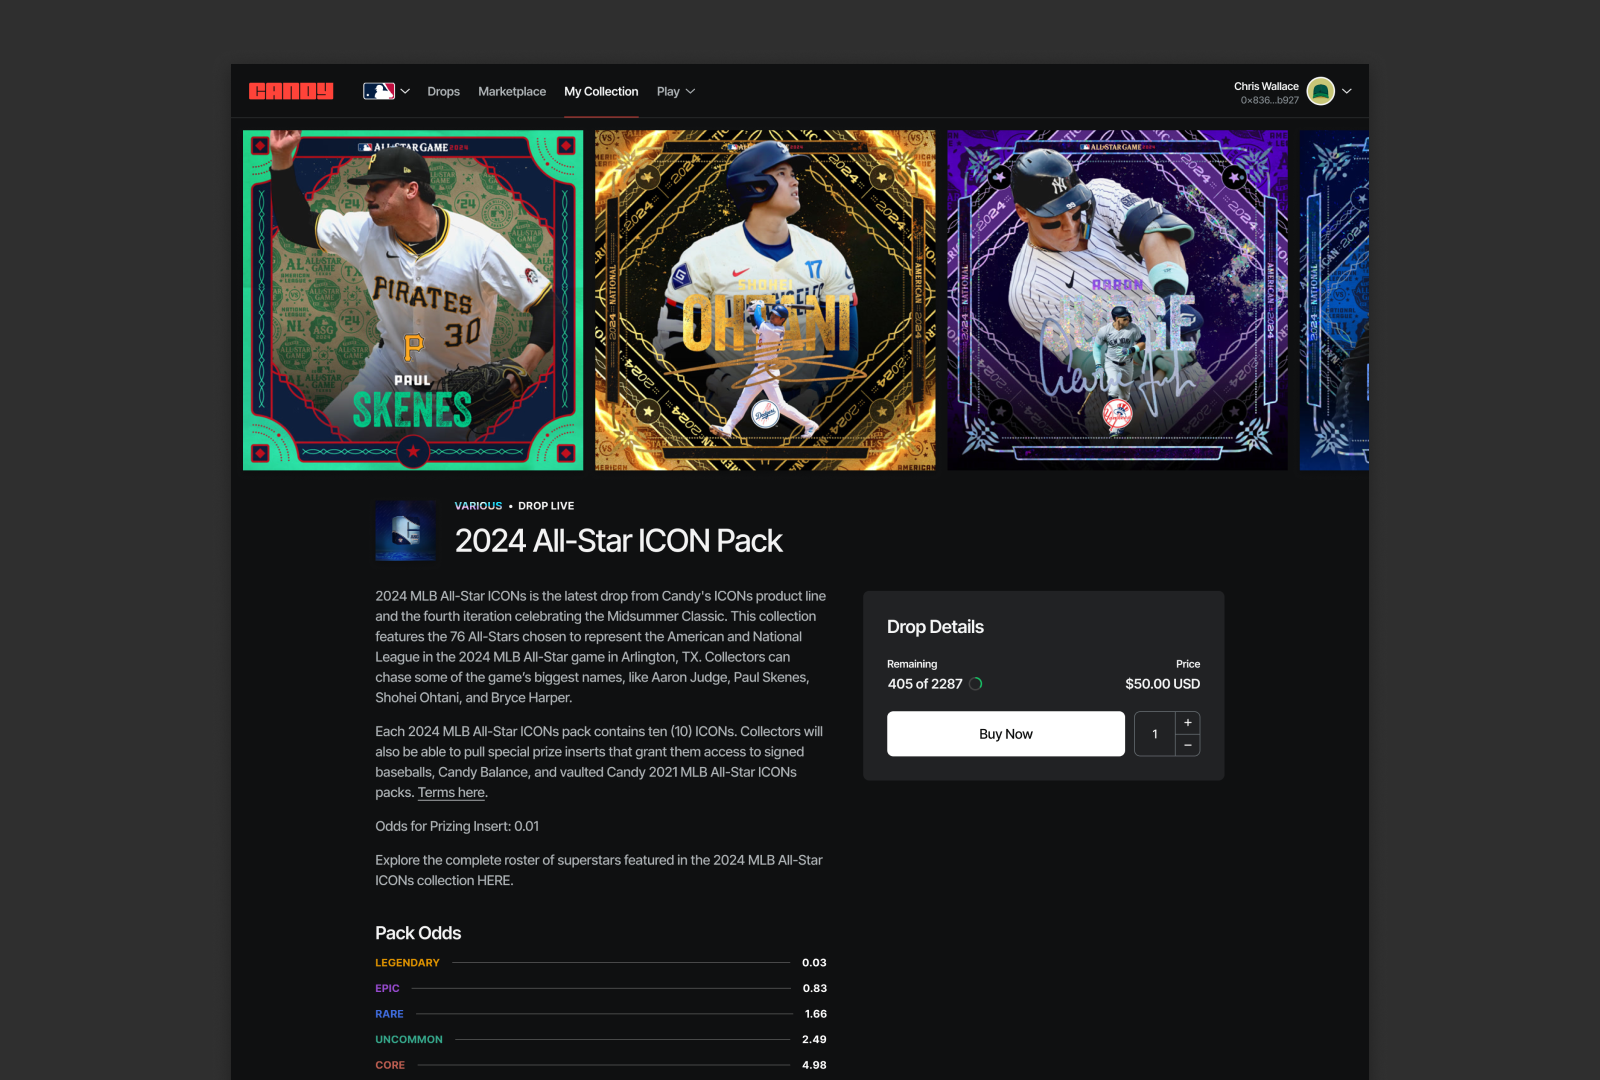 CANDY
Drops
Marketplace
My Collection
Play
Chris Wallace
0x836...b927
ALL-STAR GAME 2024
PIRATES
30
P
PAUL
SKENES
ALL-STAR GAME
2024
17
SHOHEI
OHTANI
NATIONAL
AMERICAN
Dodgers
ALL-STAR GAME
2024
AARON
JUDGE
NATIONAL
AMERICAN
VARIOUS • DROP LIVE
2024 All-Star ICON Pack
2024 MLB All-Star ICONs is the latest drop from Candy's ICONs product line
and the fourth iteration celebrating the Midsummer Classic. This collection
features the 76 All-Stars chosen to represent the American and National
League in the 2024 MLB All-Star game in Arlington, TX. Collectors can
chase some of the game’s biggest names, like Aaron Judge, Paul Skenes,
Shohei Ohtani, and Bryce Harper.
Each 2024 MLB All-Star ICONs pack contains ten (10) ICONs. Collectors will
also be able to pull special prize inserts that grant them access to signed
baseballs, Candy Balance, and vaulted Candy 2021 MLB All-Star ICONs
packs. Terms here.
Odds for Prizing Insert: 0.01
Explore the complete roster of superstars featured in the 2024 MLB All-Star
ICONs collection HERE.
Drop Details
Remaining
Price
405 of 2287
$50.00 USD
Buy Now
1
+
−
Pack Odds
LEGENDARY 0.03
EPIC 0.83
RARE 1.66
UNCOMMON 2.49
CORE 4.98